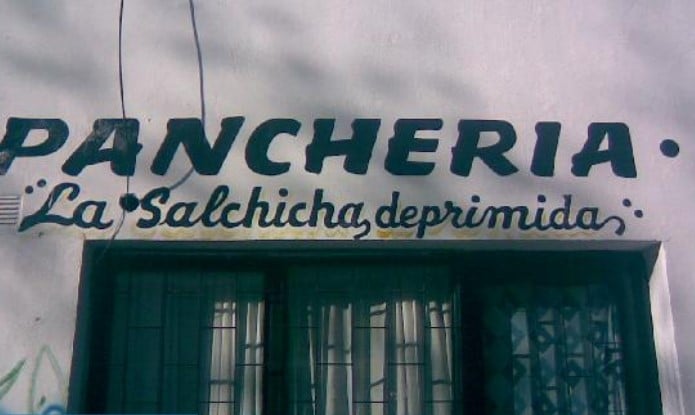 PANCHERIA.
"La Salchicha deprimida"